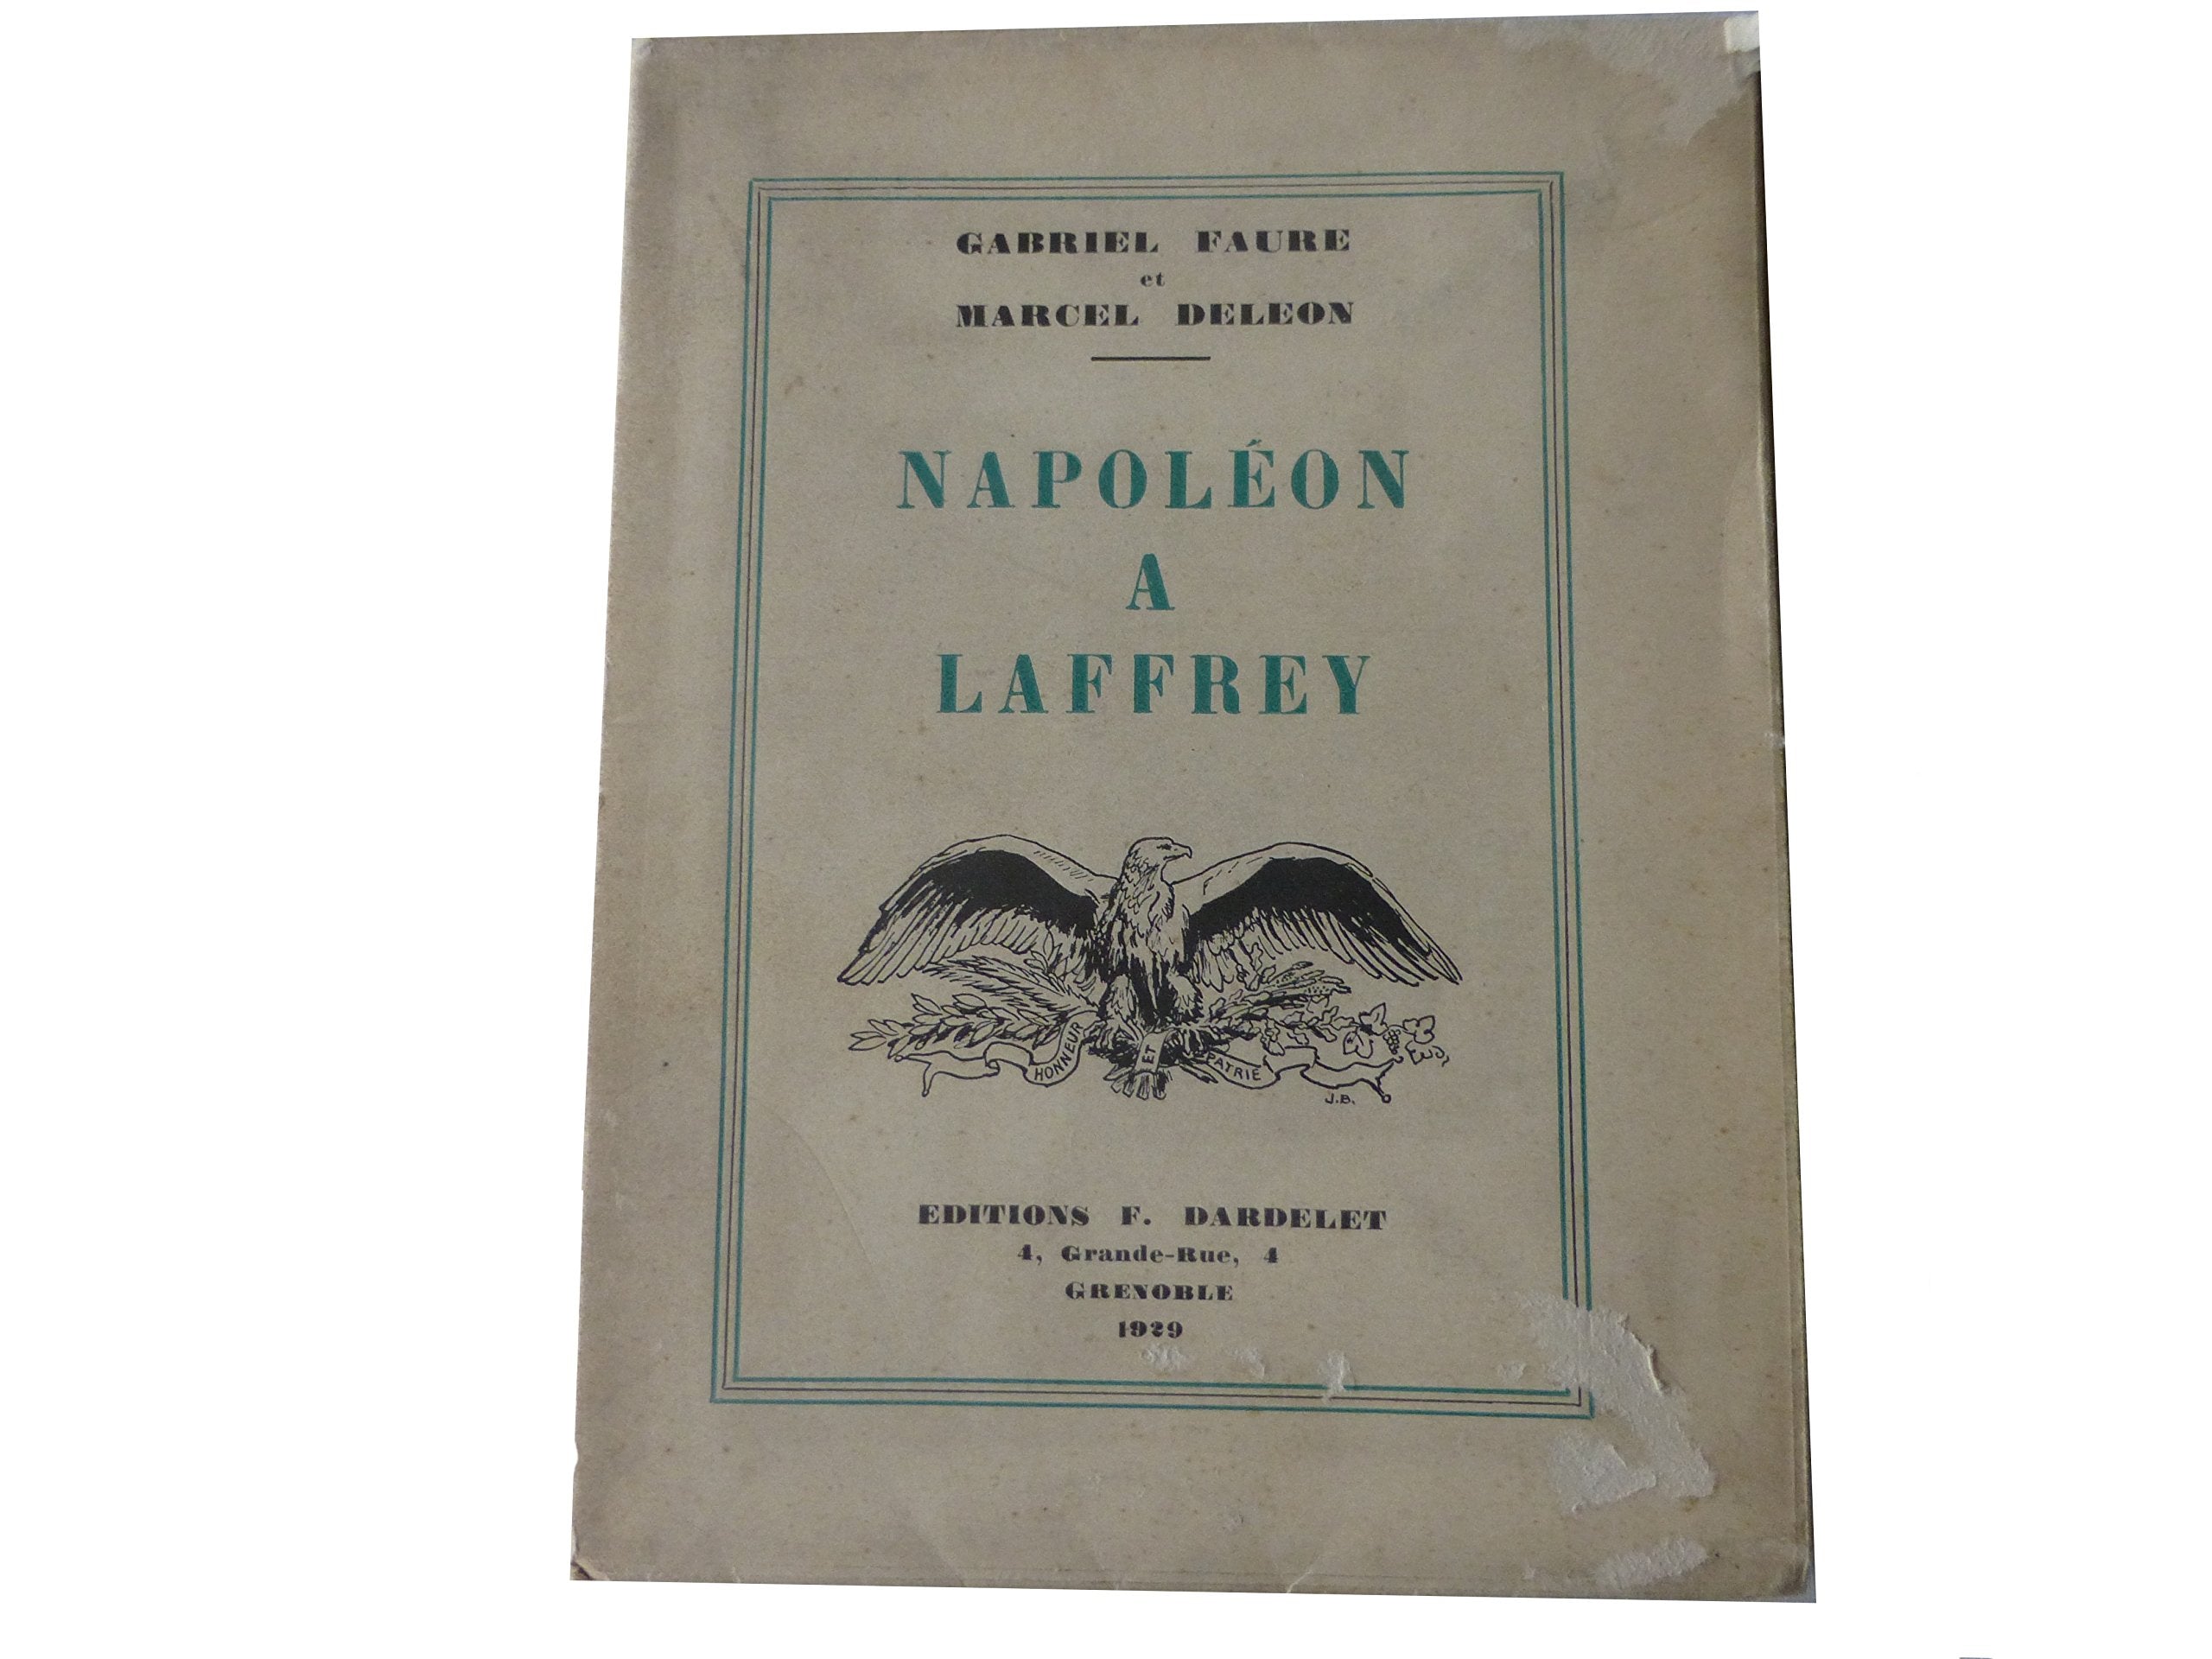 GABRIEL FAURE
et
MARCEL DELEON
NAPOLÉON
A
LAFFREY
HONNEUR ET PATRIE
J.B.
EDITIONS F. DARDELET
4, Grande-Rue, 4
GRENOBLE
1929